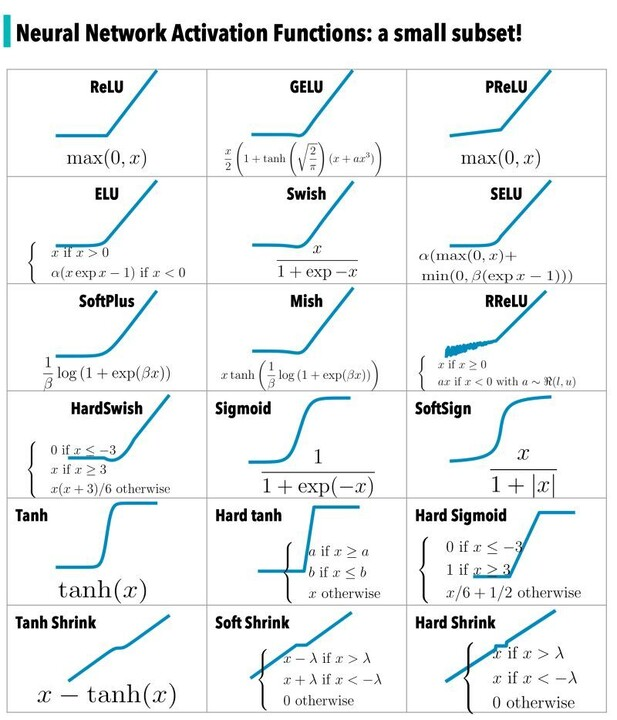 Neural Network Activation Functions: a small subset!
ReLU
max(0, x)
GELU
x/2 (1 + tanh (√(2/π)) (x + ax³))
PReLU
max(0, x)
ELU
{ x if x > 0
α(x exp x − 1) if x < 0
Swish
x
1 + exp −x
SELU
α(max(0, x)+
min(0, β(exp x − 1)))
SoftPlus
1/β log (1 + exp(βx))
Mish
x tanh (1/β log (1 + exp(βx)))
RReLU
{ x if x ≥ 0
ax if x < 0 with a ∼ ℜ(l, u)
HardSwish
{ 0 if x ≤ −3
x if x ≥ 3
x(x + 3)/6 otherwise
Sigmoid
1
1 + exp(−x)
SoftSign
x
1 + |x|
Tanh
tanh(x)
Hard tanh
{ a if x ≥ a
b if x ≤ b
x otherwise
Hard Sigmoid
{ 0 if x ≤ −3
1 if x ≥ 3
x/6 + 1/2 otherwise
Tanh Shrink
x − tanh(x)
Soft Shrink
{ x − λ if x > λ
x + λ if x < −λ
0 otherwise
Hard Shrink
{ x if x > λ
x if x < −λ
0 otherwise